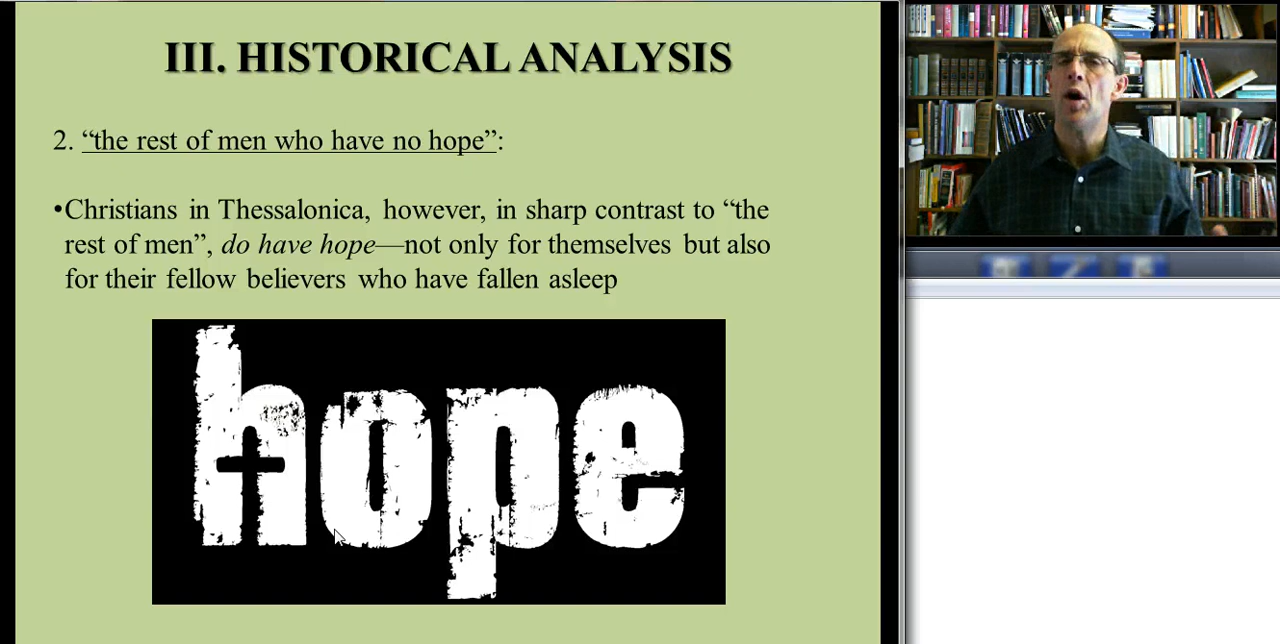 III. HISTORICAL ANALYSIS
2. “the rest of men who have no hope”:
•Christians in Thessalonica, however, in sharp contrast to “the
rest of men”, do have hope—not only for themselves but also
for their fellow believers who have fallen asleep
hope